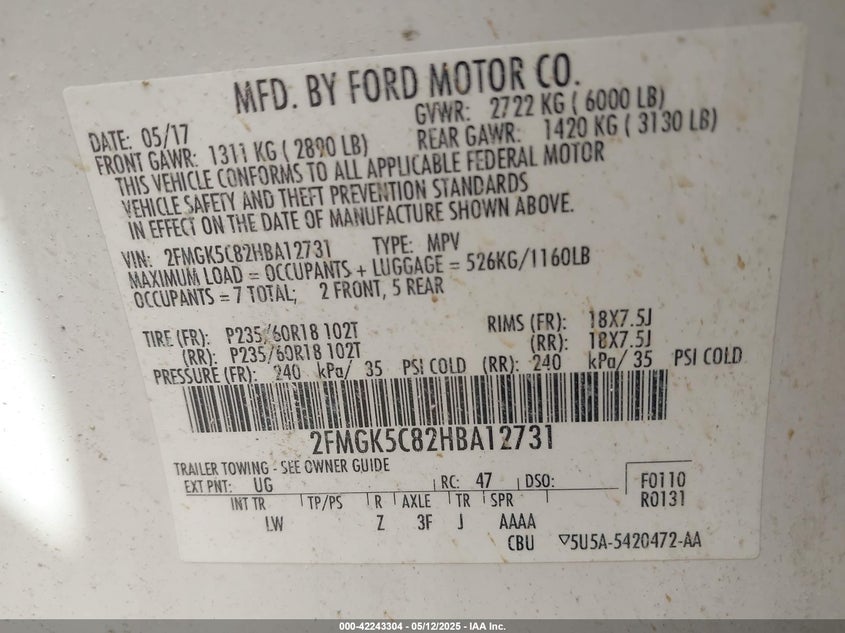 MFD. BY FORD MOTOR CO.
DATE: 05/17 GVWR: 2722 KG ( 6000 LB)
FRONT GAWR: 1311 KG ( 2890 LB) REAR GAWR: 1420 KG ( 3130 LB)
THIS VEHICLE CONFORMS TO ALL APPLICABLE FEDERAL MOTOR
VEHICLE SAFETY AND THEFT PREVENTION STANDARDS
IN EFFECT ON THE DATE OF MANUFACTURE SHOWN ABOVE.
VIN: 2FMGK5C82HBA12731 TYPE: MPV
MAXIMUM LOAD = OCCUPANTS + LUGGAGE = 526KG/1160LB
OCCUPANTS = 7 TOTAL; 2 FRONT, 5 REAR
TIRE (FR): P235/60R18 102T RIMS (FR): 18X7.5J
(RR): P235/60R18 102T (RR): 18X7.5J
PRESSURE (FR): 240 kPa/ 35 PSI COLD (RR): 240 kPa/ 35 PSI COLD
2FMGK5C82HBA12731
TRAILER TOWING - SEE OWNER GUIDE
EXT PNT: UG RC: 47 DSO: F0110
R0131
INT TR TP/PS R AXLE TR SPR
LW Z 3F J AAAA
CBU ▽5U5A-5420472-AA
000-42243304 - 05/12/2025 - IAA Inc.